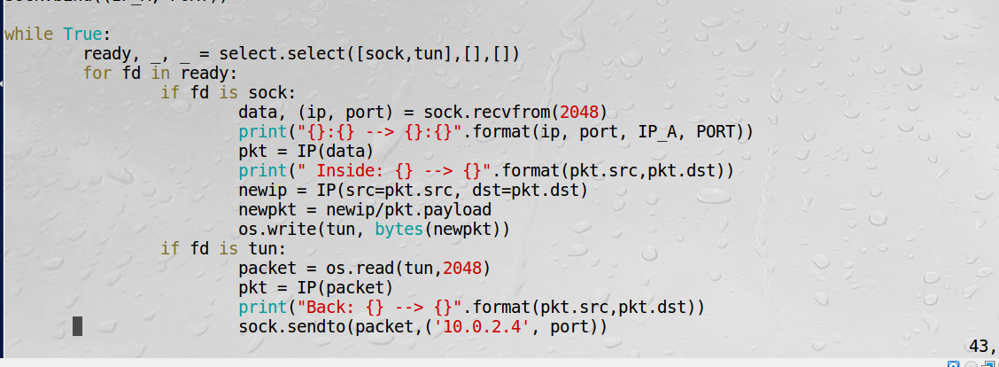 while True:
        ready, _, _ = select.select([sock,tun],[],[])
        for fd in ready:
                if fd is sock:
                        data, (ip, port) = sock.recvfrom(2048)
                        print("{}:{} --> {}:{}".format(ip, port, IP_A, PORT))
                        pkt = IP(data)
                        print(" Inside: {} --> {}".format(pkt.src,pkt.dst))
                        newip = IP(src=pkt.src, dst=pkt.dst)
                        newpkt = newip/pkt.payload
                        os.write(tun, bytes(newpkt))
                if fd is tun:
                        packet = os.read(tun,2048)
                        pkt = IP(packet)
                        print("Back: {} --> {}".format(pkt.src,pkt.dst))
                        sock.sendto(packet,('10.0.2.4', port))
43,